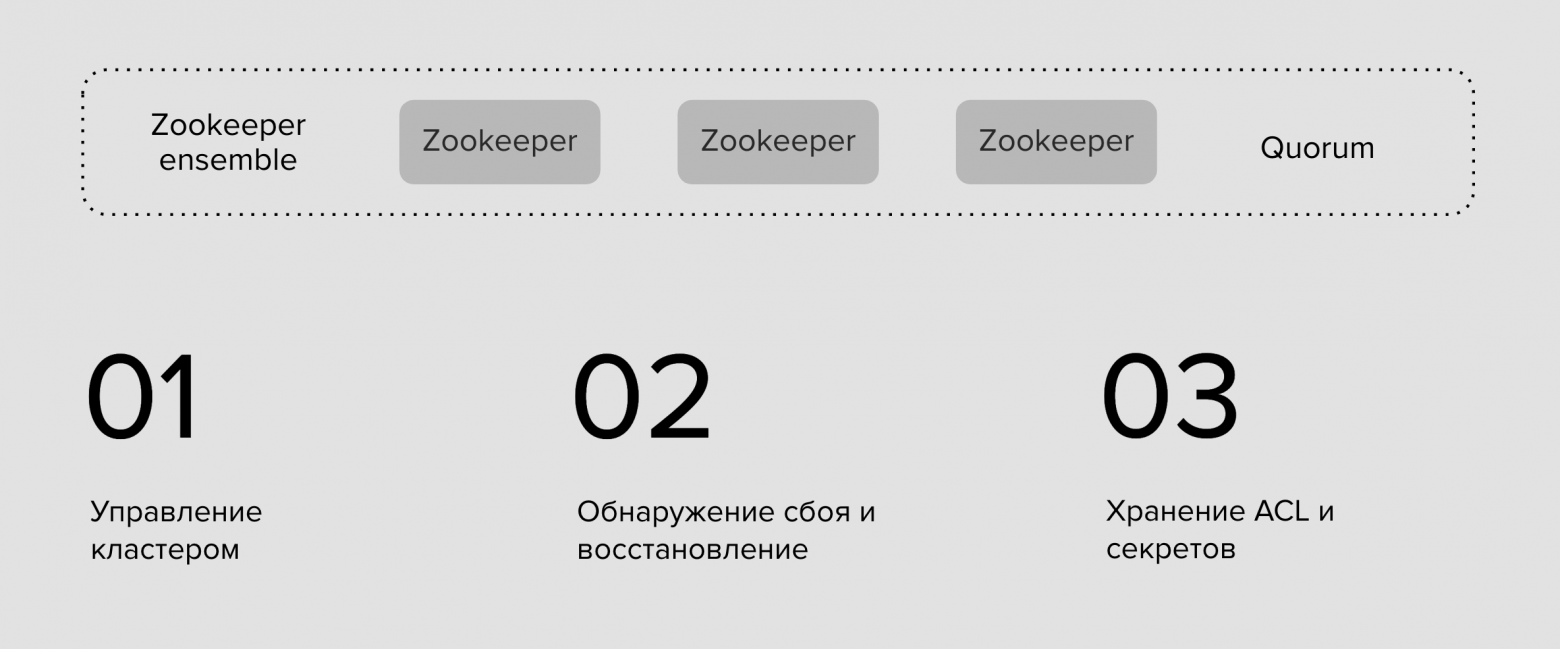 Zookeeper
ensemble
Zookeeper
Zookeeper
Zookeeper
Quorum
01
02
03
Управление
кластером
Обнаружение сбоя и
восстановление
Хранение ACL и
секретов